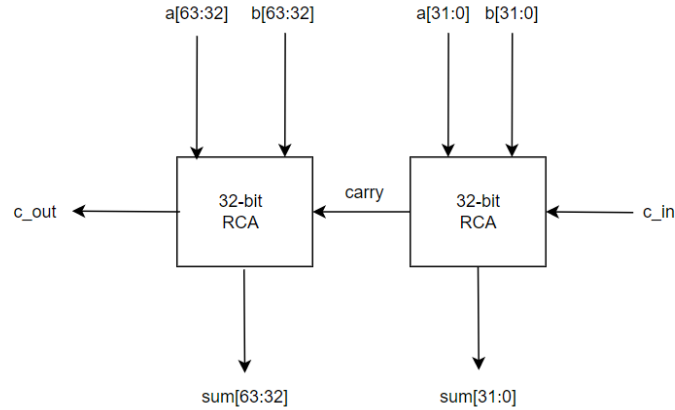 a[63:32] b[63:32] a[31:0] b[31:0]
32-bit
RCA
32-bit
RCA
c_out
carry
c_in
sum[63:32]
sum[31:0]